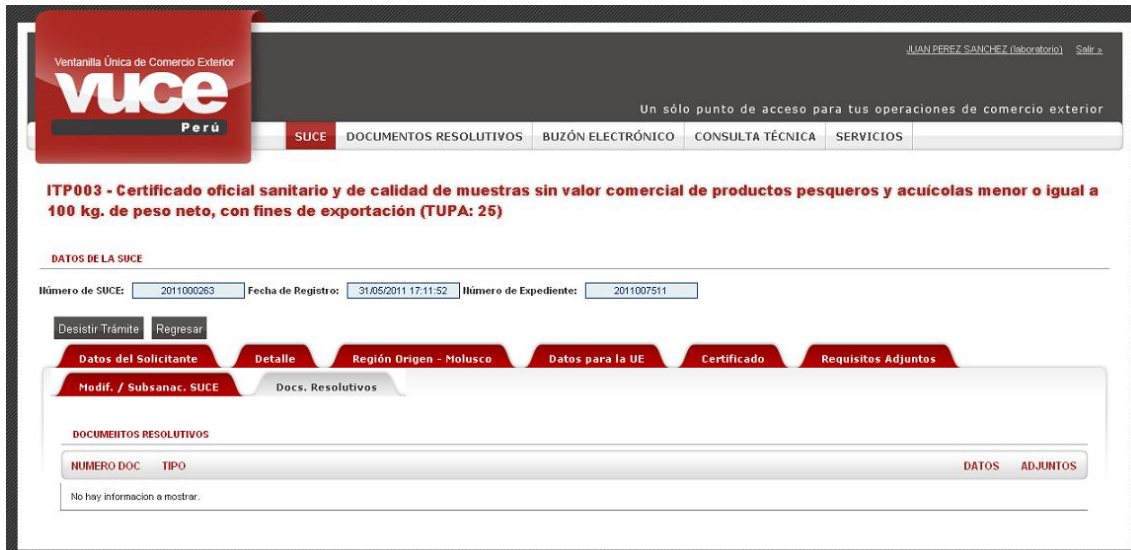 JUAN PEREZ SANCHEZ (laboratorio) Salir »
Ventanilla Única de Comercio Exterior
vuce
Perú
Un sólo punto de acceso para tus operaciones de comercio exterior
SUCE DOCUMENTOS RESOLUTIVOS BUZÓN ELECTRÓNICO CONSULTA TÉCNICA SERVICIOS
ITP003 - Certificado oficial sanitario y de calidad de muestras sin valor comercial de productos pesqueros y acuícolas menor o igual a
100 kg. de peso neto, con fines de exportación (TUPA: 25)
DATOS DE LA SUCE
Número de SUCE: 2011000263 Fecha de Registro: 31/05/2011 17:11:52 Número de Expediente: 2011007511
Desistir Trámite Regresar
Datos del Solicitante Detalle Región Origen - Molusco Datos para la UE Certificado Requisitos Adjuntos
Modif. / Subsanac. SUCE Docs. Resolutivos
DOCUMENTOS RESOLUTIVOS
NUMERO DOC TIPO DATOS ADJUNTOS
No hay informacion a mostrar.